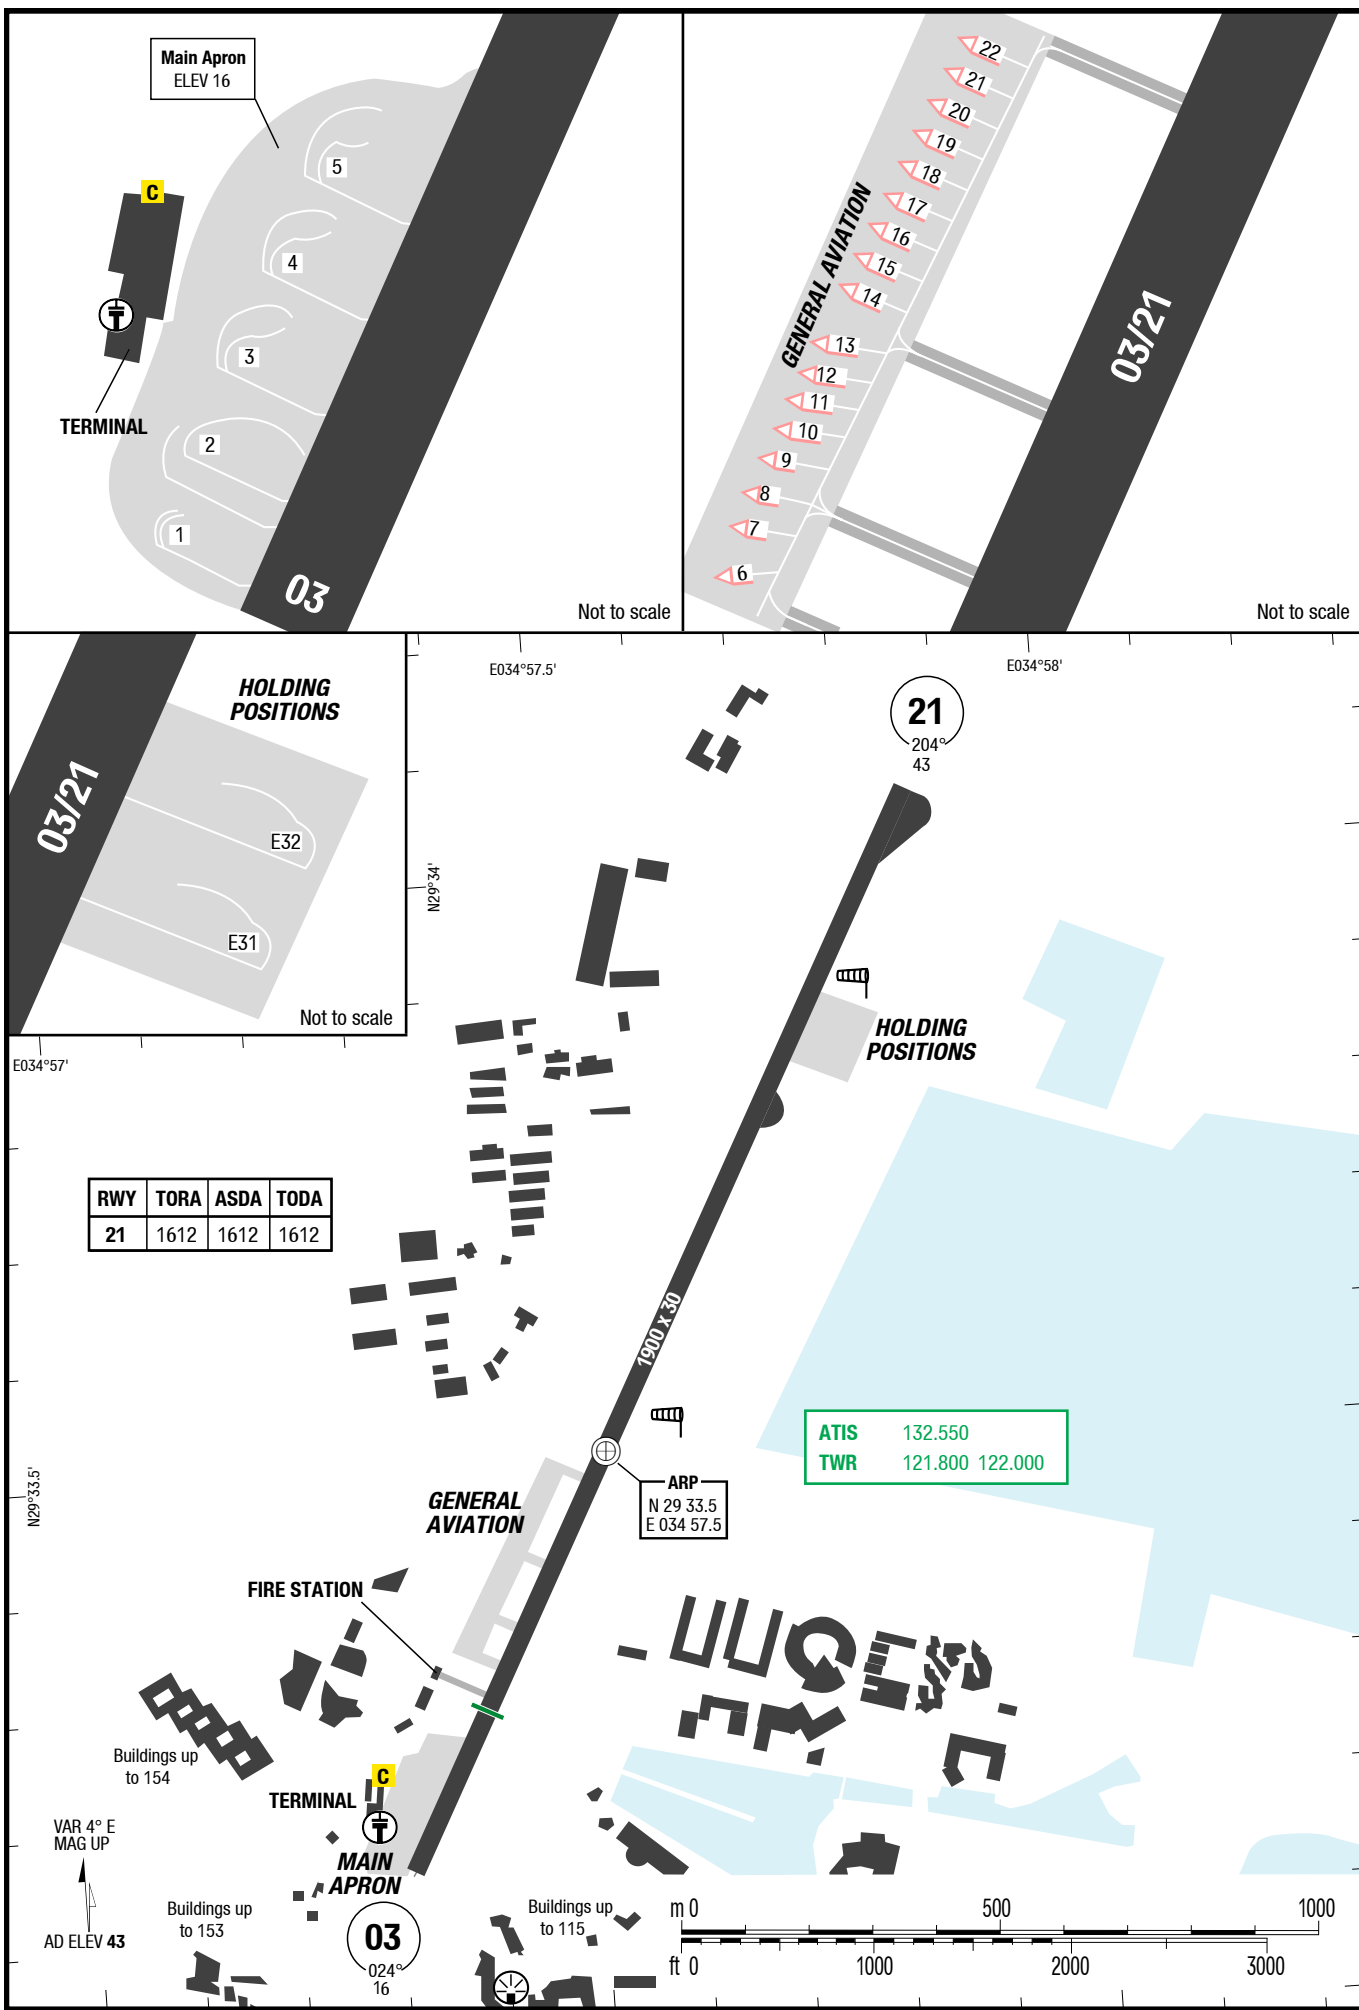 Main Apron
ELEV 16
C
TERMINAL
5
4
3
2
1
03
Not to scale
22
21
20
19
18
17
16
15
14
13
12
11
10
9
8
7
6
GENERAL AVIATION
03/21
Not to scale
HOLDING
POSITIONS
03/21
E32
E31
Not to scale
E034°57.5'
E034°58'
21
204°
43
N29°34'
E034°57'
HOLDING
POSITIONS
RWY TORA ASDA TODA
21 1612 1612 1612
1900 x 30
ATIS 132.550
TWR 121.800 122.000
ARP
N 29 33.5
E 034 57.5
N29°33.5'
GENERAL
AVIATION
FIRE STATION
Buildings up
to 154
C
TERMINAL
MAIN
APRON
VAR 4° E
MAG UP
AD ELEV 43
Buildings up
to 153
03
024°
16
Buildings up
to 115
m 0 500 1000
ft 0 1000 2000 3000